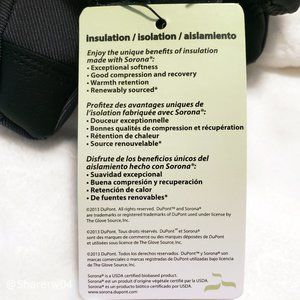 insulation / isolation / aislamiento
Enjoy the unique benefits of insulation
made with Sorona®:
• Exceptional softness
• Good compression and recovery
• Warmth retention
• Renewably sourced*
Profitez des avantages uniques de
l'isolation fabriquée avec Sorona®:
• Douceur exceptionnelle
• Bonnes qualités de compression et récupération
• Rétention de chaleur
• Source renouvelable*
Disfrute de los beneficios únicos del
aislamiento hecho con Sorona®:
• Suavidad excepcional
• Buena compresión y recuperación
• Retención de calor
• De fuentes renovables*
©2013 DuPont. All rights reserved. DuPont™ and Sorona®
are trademarks or registered trademarks of DuPont used under license by
The Glove Source, Inc.
©2013 DuPont. Tous droits réservés. DuPont™ et Sorona®
sont des marques de commerce ou des marques déposées de DuPont
et utilisées sous licence de The Glove Source, Inc.
©2013 DuPont. Todos los derechos reservados. DuPont™ y Sorona® son
marcas comerciales o marcas registradas de DuPont utilizadas bajo licencia
de The Glove Source, Inc.
Sorona® is a USDA certified biobased product.
Sorona® est un produit d'origine végétale certifié par la USDA.
Sorona® es un producto biótico certificado por USDA.
www.sorona.dupont.com
@Sharerw04